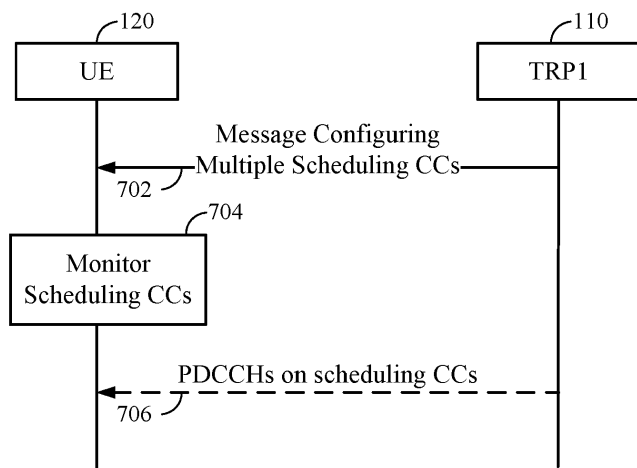 120
110
UE
TRP1
Message Configuring
Multiple Scheduling CCs
702
704
Monitor
Scheduling CCs
PDCCHs on scheduling CCs
706